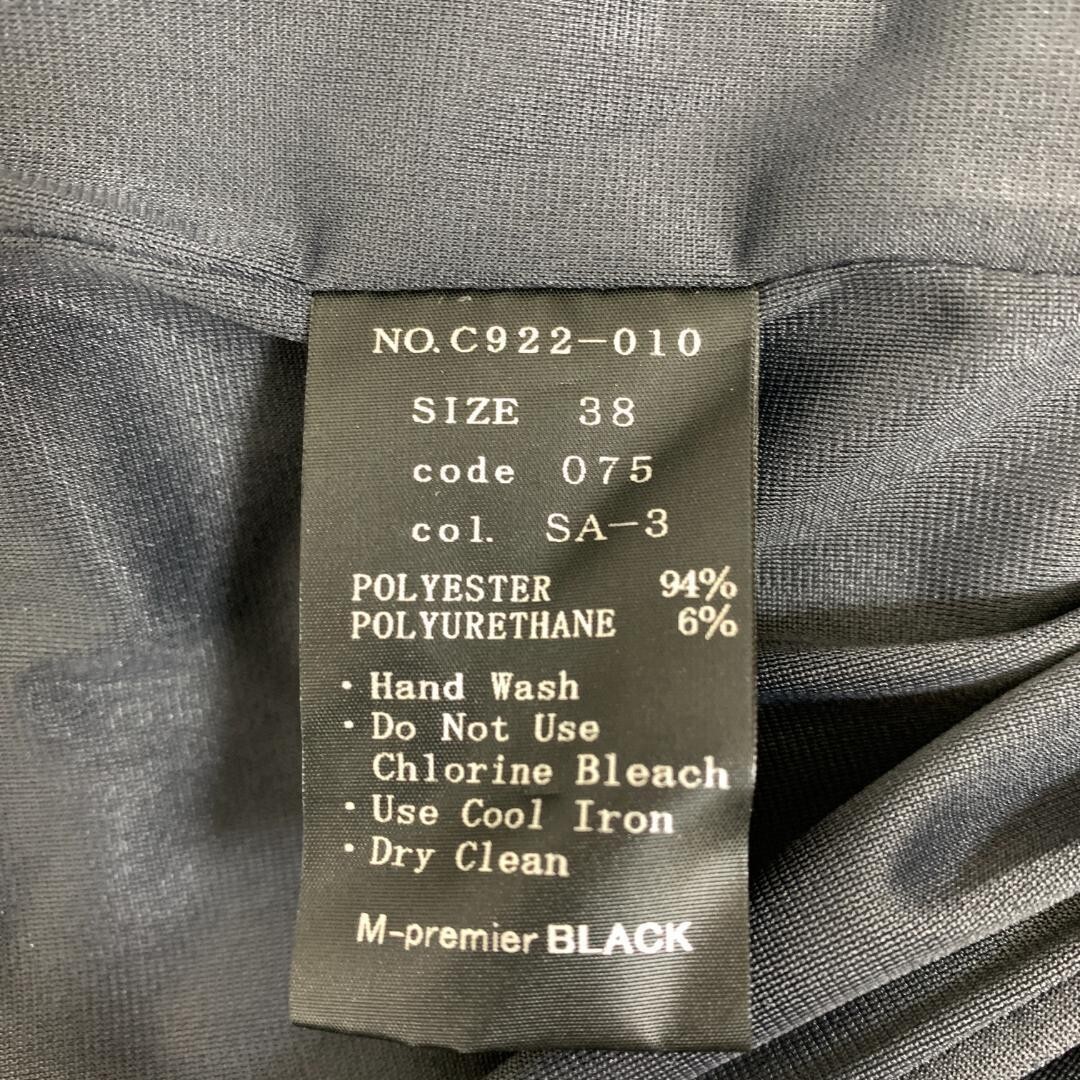 NO.C922-010
SIZE 38
code 075
col. SA-3
POLYESTER 94%
POLYURETHANE 6%
・Hand Wash
・Do Not Use
Chlorine Bleach
・Use Cool Iron
・Dry Clean
M-premier BLACK